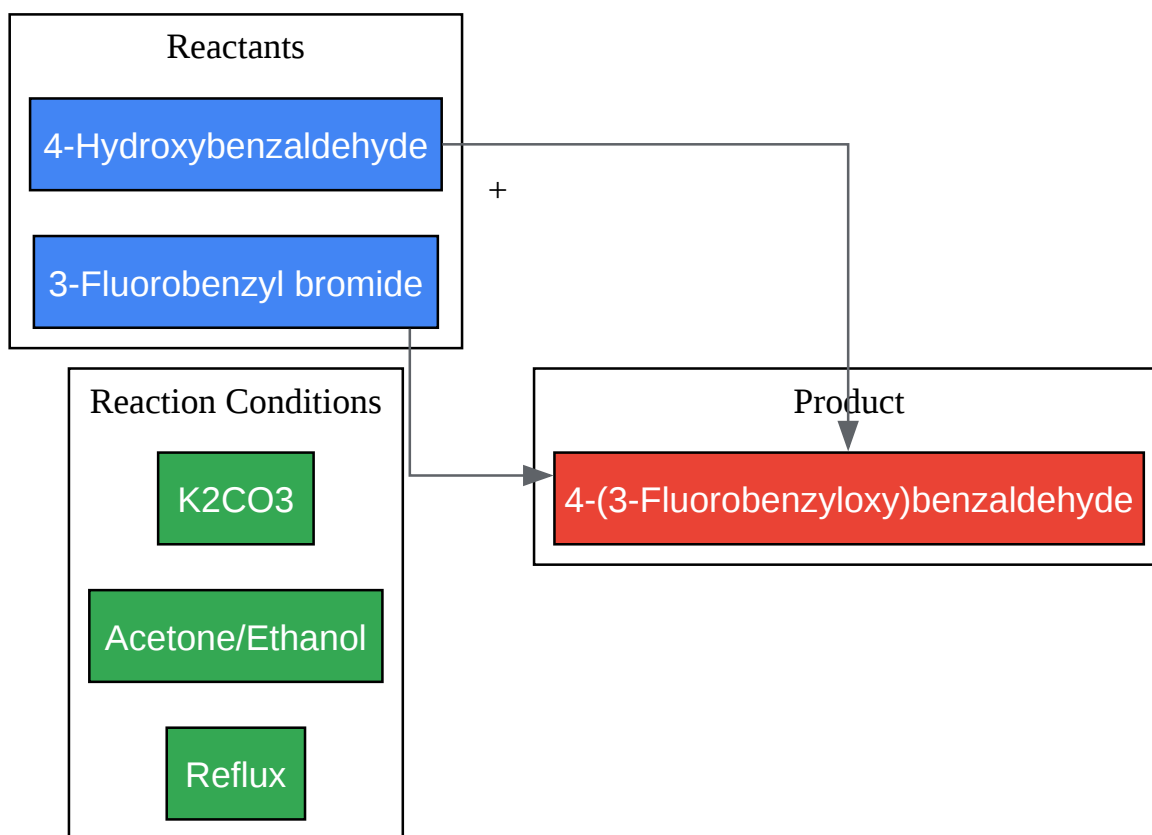 Reactants
4-Hydroxybenzaldehyde
+
3-Fluorobenzyl bromide
Reaction Conditions
K2CO3
Acetone/Ethanol
Reflux
Product
4-(3-Fluorobenzyloxy)benzaldehyde